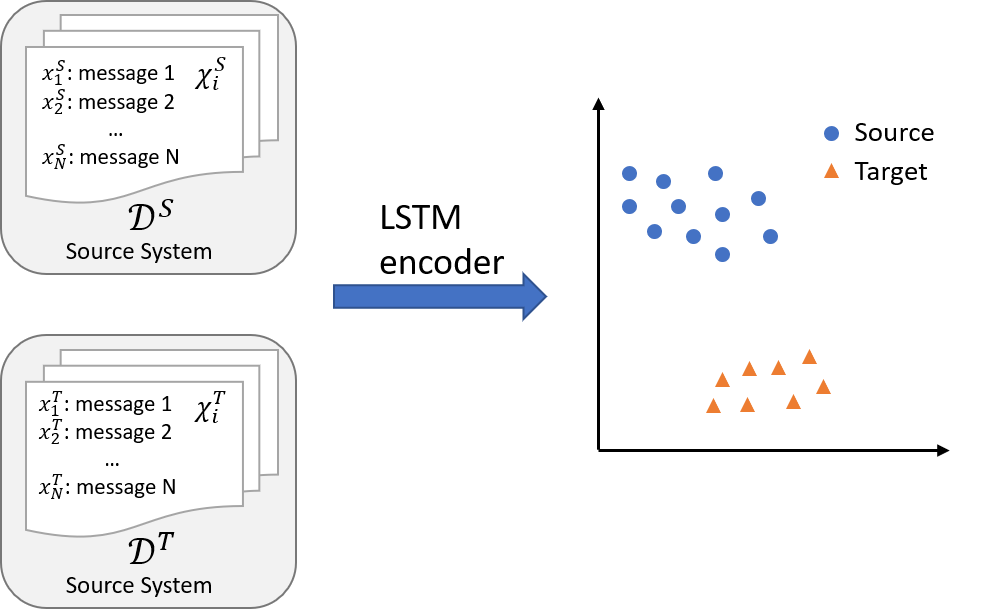 x₁ˢ: message 1
χᵢˢ
x₂ˢ: message 2
...
x_Nˢ: message N
𝒟ˢ
Source System
LSTM
encoder
Source
Target
x₁ᵀ: message 1
χᵢᵀ
x₂ᵀ: message 2
...
x_Nᵀ: message N
𝒟ᵀ
Source System